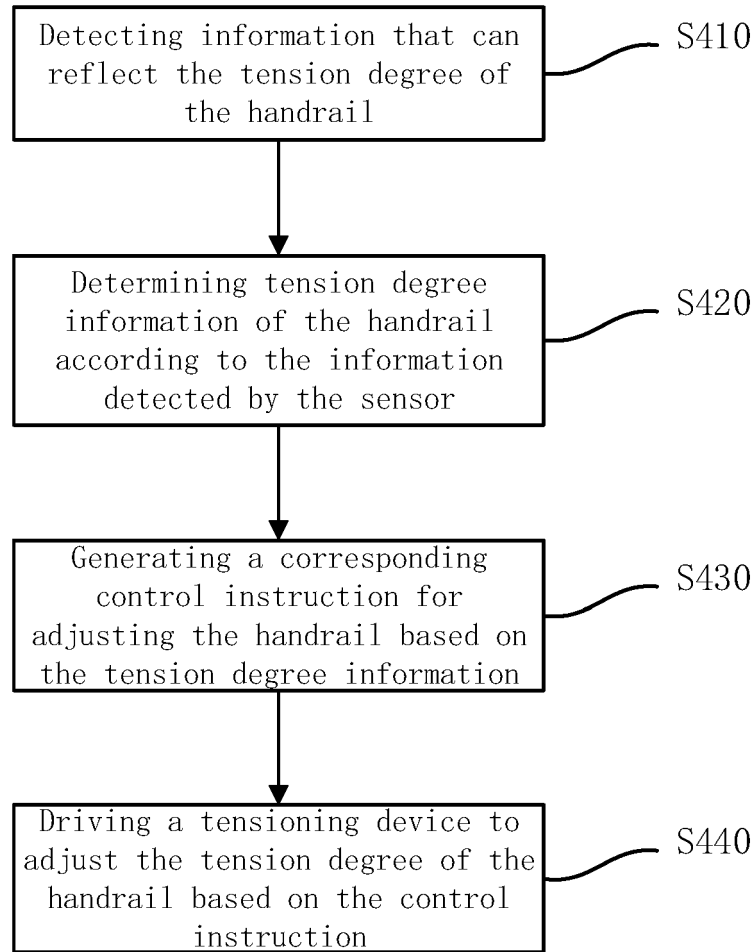 Detecting information that can
reflect the tension degree of
the handrail
S410
Determining tension degree
information of the handrail
according to the information
detected by the sensor
S420
Generating a corresponding
control instruction for
adjusting the handrail based on
the tension degree information
S430
Driving a tensioning device to
adjust the tension degree of the
handrail based on the control
instruction
S440